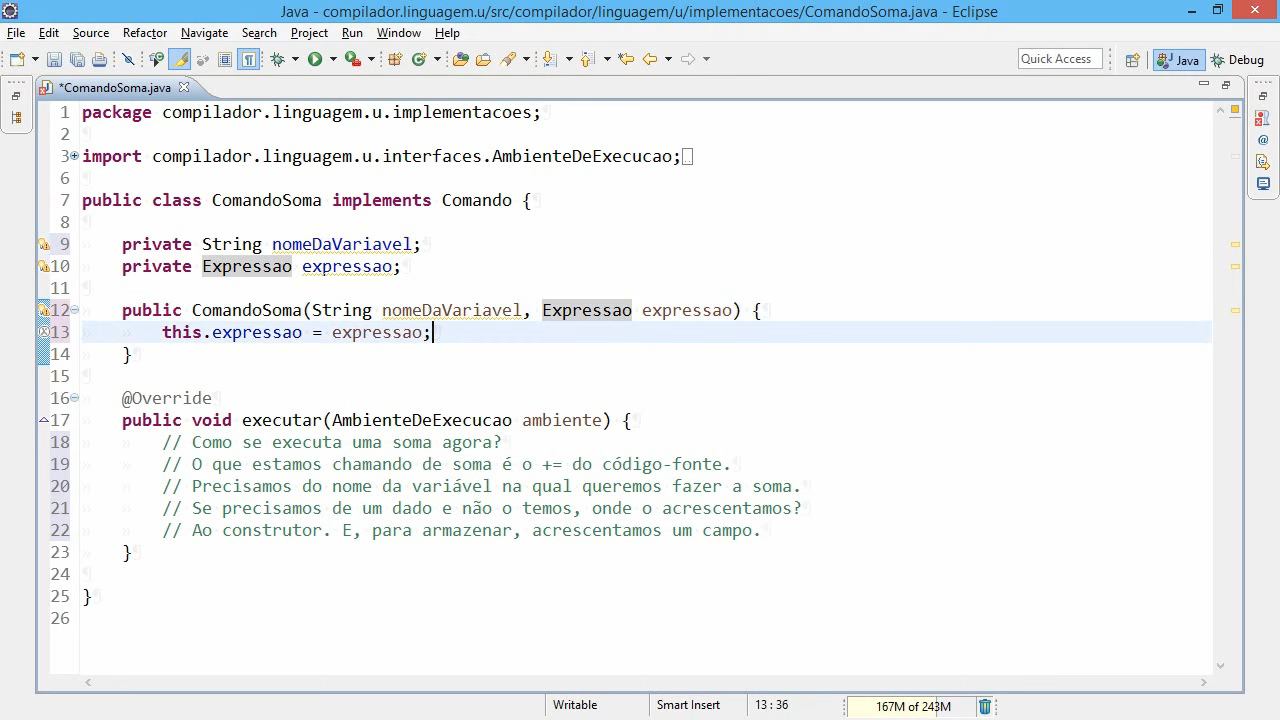 Java - compilador.linguagem.u/src/compilador/linguagem/u/implementacoes/ComandoSoma.java - Eclipse
File Edit Source Refactor Navigate Search Project Run Window Help
Quick Access Java Debug
*ComandoSoma.java
1 package compilador.linguagem.u.implementacoes;
2
3 import compilador.linguagem.u.interfaces.AmbienteDeExecucao;
6
7 public class ComandoSoma implements Comando {
8
9 private String nomeDaVariavel;
10 private Expressao expressao;
11
12 public ComandoSoma(String nomeDaVariavel, Expressao expressao) {
13 this.expressao = expressao;
14 }
15
16 @Override
17 public void executar(AmbienteDeExecucao ambiente) {
18 // Como se executa uma soma agora?
19 // O que estamos chamando de soma é o += do código-fonte.
20 // Precisamos do nome da variável na qual queremos fazer a soma.
21 // Se precisamos de um dado e não o temos, onde o acrescentamos?
22 // Ao construtor. E, para armazenar, acrescentamos um campo.
23 }
24
25 }
26
Writable Smart Insert 13 : 36 167M of 243M